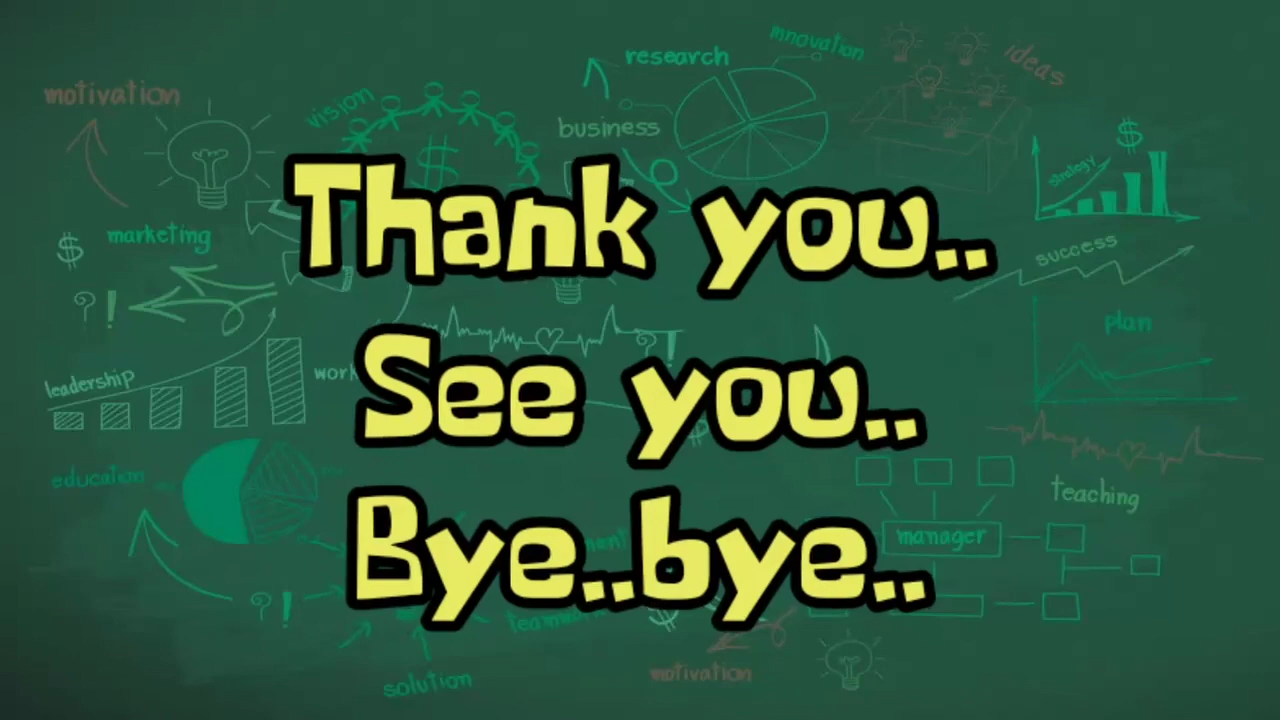 motivation
vision
research
innovation
ideas
business
$
$
strategy
Thank you..
$
marketing
success
? !
plan
leadership
See you..
education
teaching
manager
Bye..bye..
? !
solution
motivation